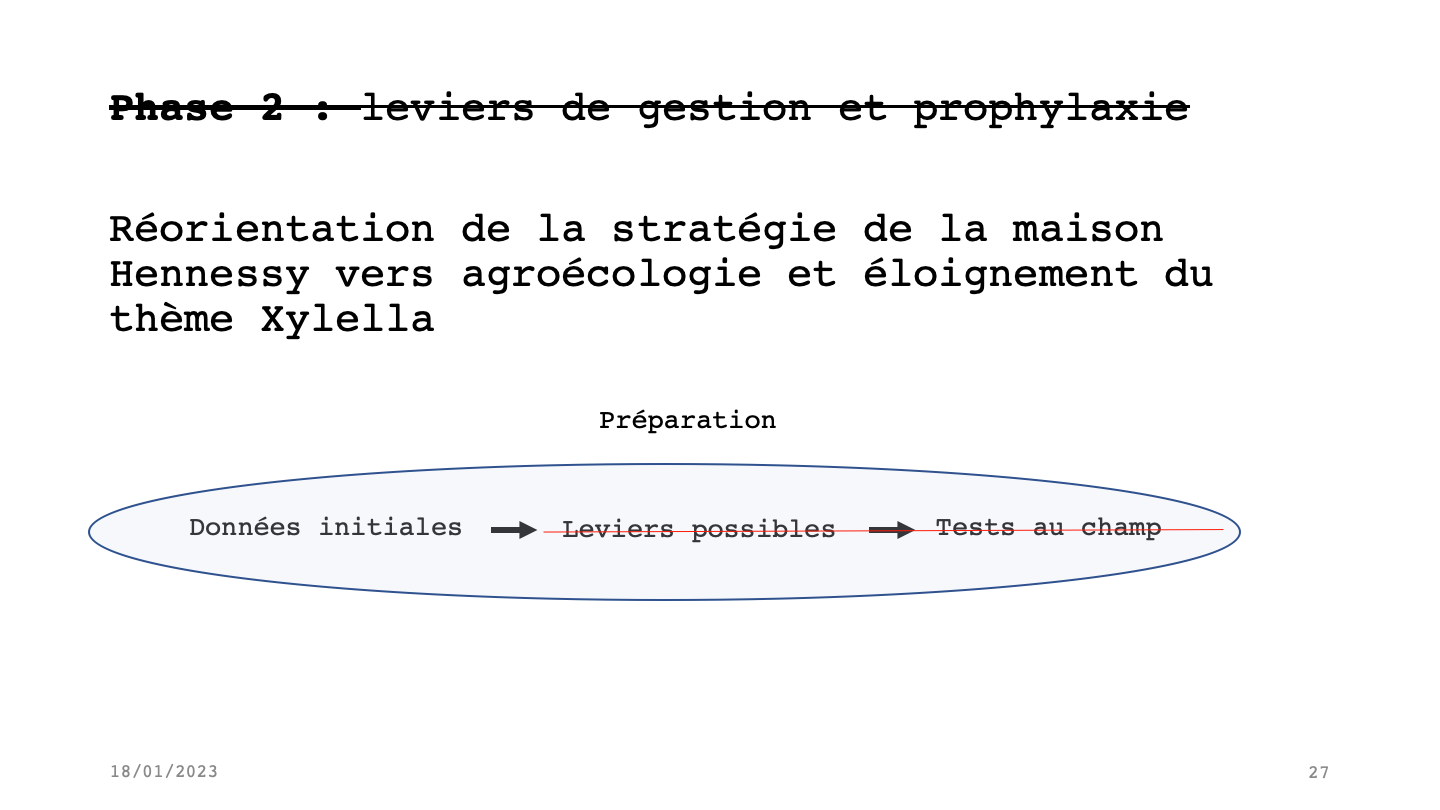 Phase 2 : leviers de gestion et prophylaxie
Réorientation de la stratégie de la maison
Hennessy vers agroécologie et éloignement du
thème Xylella
Préparation
Données initiales Leviers possibles Tests au champ
18/01/2023 27